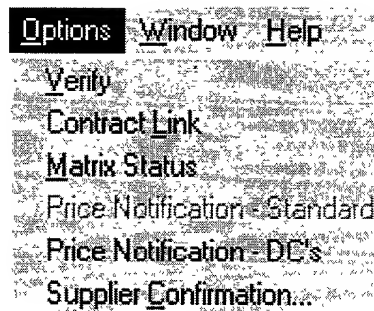 Options Window Help
Verify
Contract Link
Matrix Status
Price Notification - Standard
Price Notification - DC's
Supplier Confirmation...